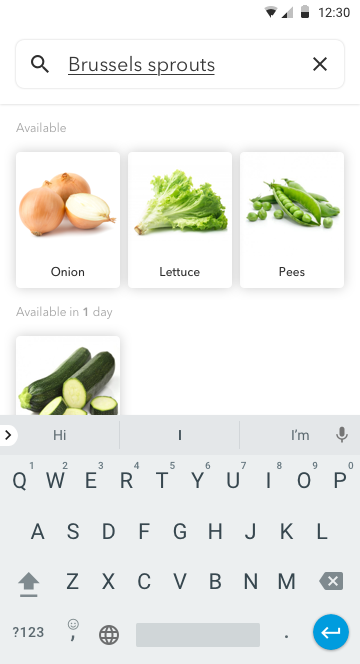 12:30
Brussels sprouts
Available
Onion Lettuce Pees
Available in 1 day
Hi I I'm
1 2 3 4 5 6 7 8 9 0
Q W E R T Y U I O P
A S D F G H J K L
Z X C V B N M
?123 , .